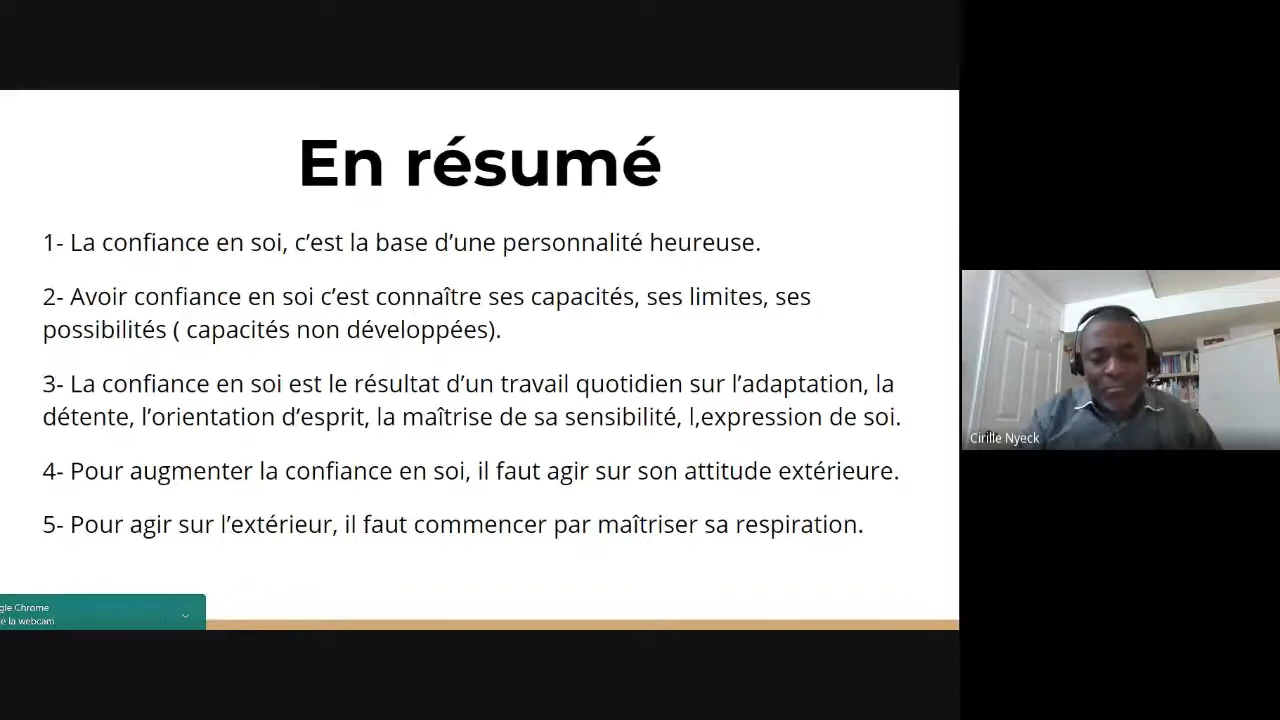 En résumé
1- La confiance en soi, c’est la base d’une personnalité heureuse.
2- Avoir confiance en soi c’est connaître ses capacités, ses limites, ses
possibilités ( capacités non développées).
3- La confiance en soi est le résultat d’un travail quotidien sur l’adaptation, la
détente, l’orientation d’esprit, la maîtrise de sa sensibilité, l,expression de soi.
4- Pour augmenter la confiance en soi, il faut agir sur son attitude extérieure.
5- Pour agir sur l’extérieur, il faut commencer par maîtriser sa respiration.
gle Chrome
e la webcam
Cirille Nyeck